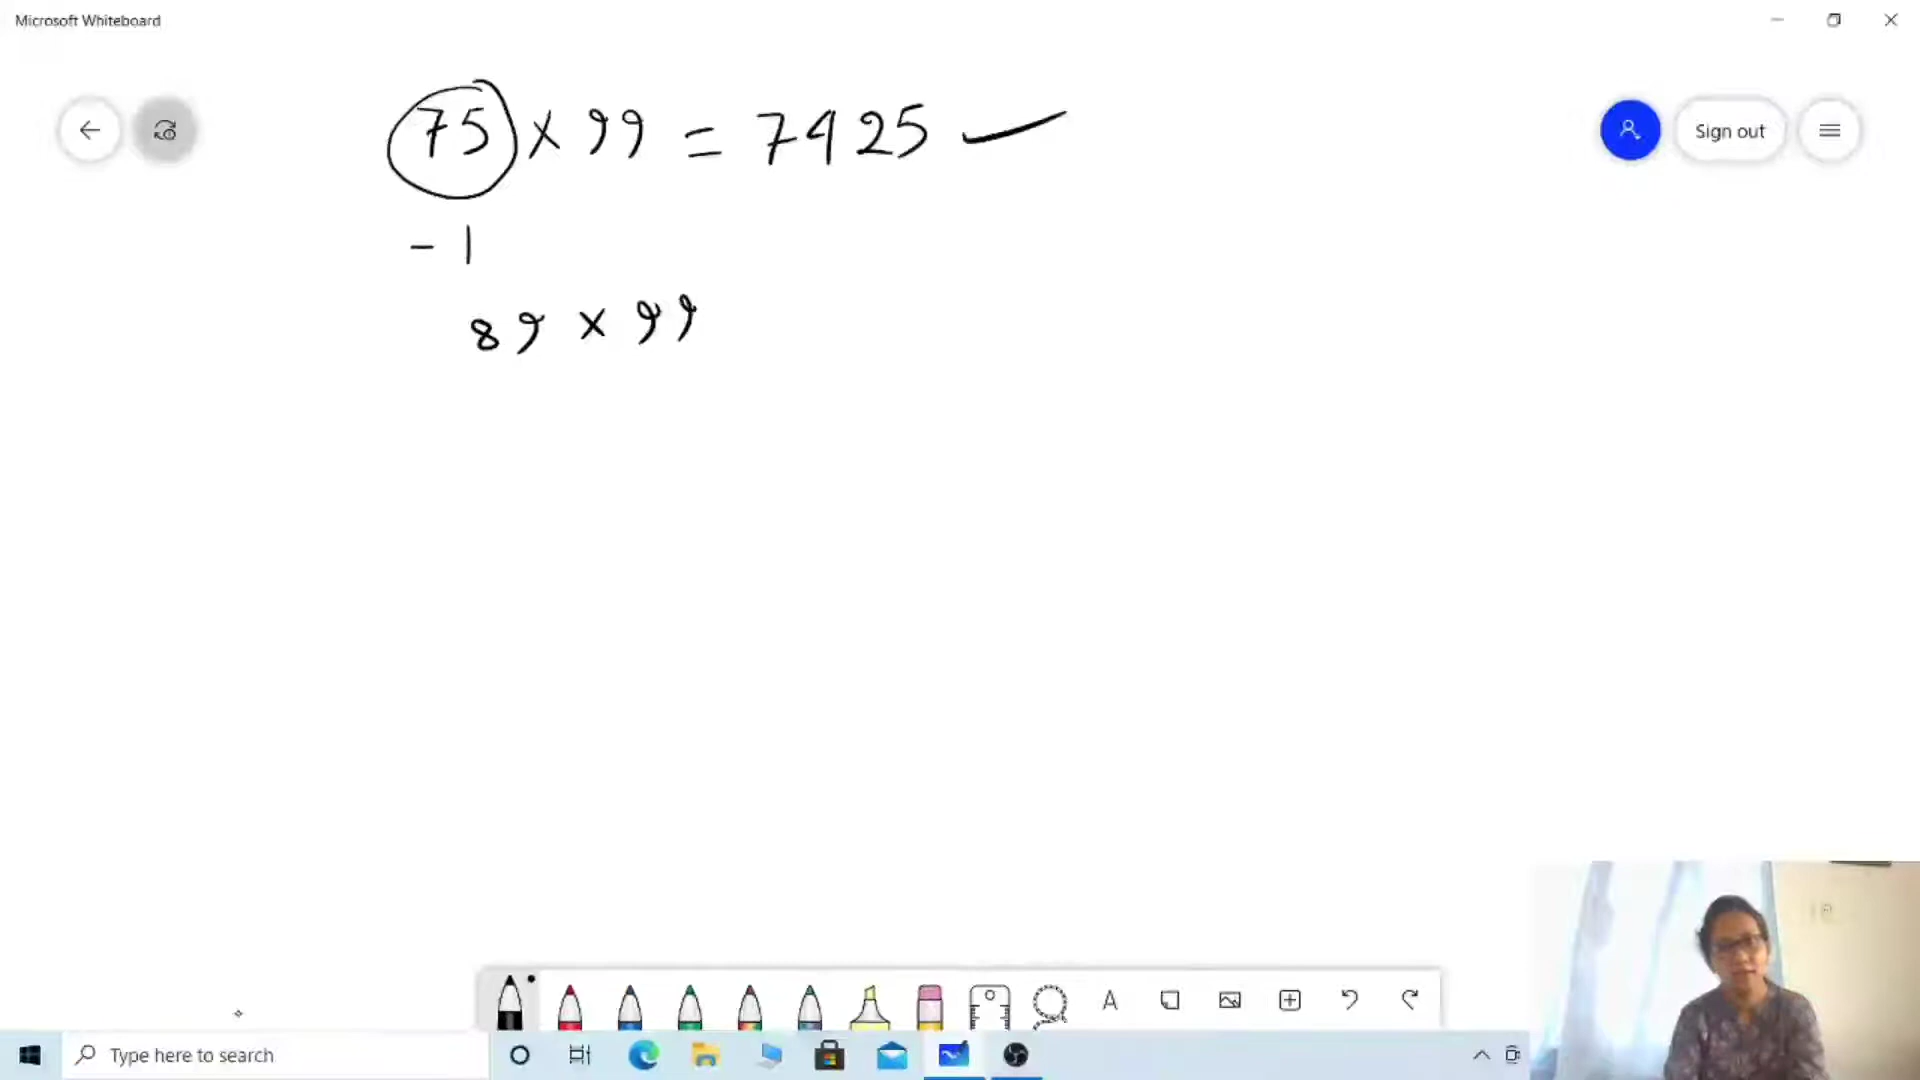 Microsoft Whiteboard
75 × 99 = 7425
Sign out
- 1
89 × 99
A
Type here to search